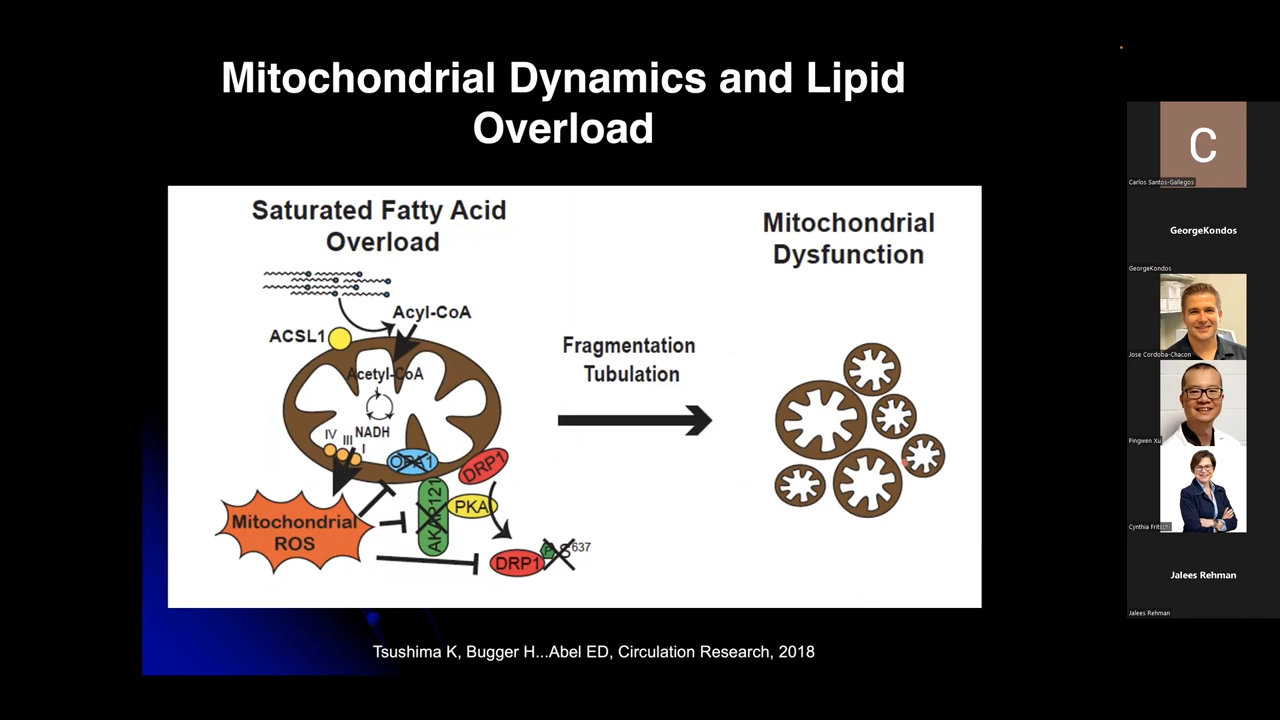 Mitochondrial Dynamics and Lipid
Overload
Saturated Fatty Acid
Overload
Acyl-CoA
ACSL1
Acetyl-CoA
NADH
IV
III
I
OPA1
DRP1
AKAP121
PKA
Mitochondrial
ROS
DRP1
S637
Fragmentation
Tubulation
Mitochondrial
Dysfunction
Tsushima K, Bugger H...Abel ED, Circulation Research, 2018
C
Carlos Santos-Gallegos
GeorgeKondos
GeorgeKondos
Jose Cordoba-Chacon
Pingwen Xu
Cynthia Fritschi
Jalees Rehman
Jalees Rehman